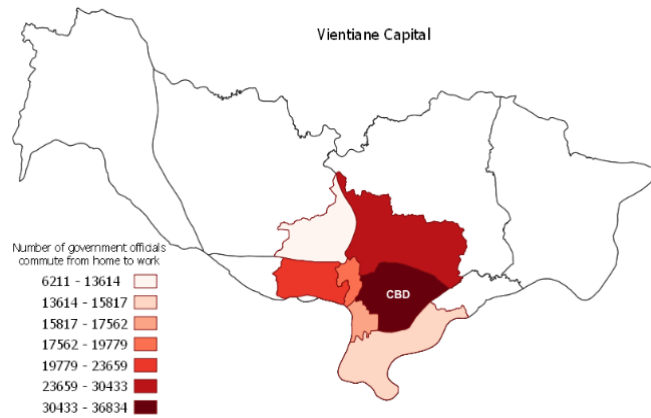 Vientiane Capital
CBD
Number of government officials
commute from home to work
6211 - 13614
13614 - 15817
15817 - 17562
17562 - 19779
19779 - 23659
23659 - 30433
30433 - 36834